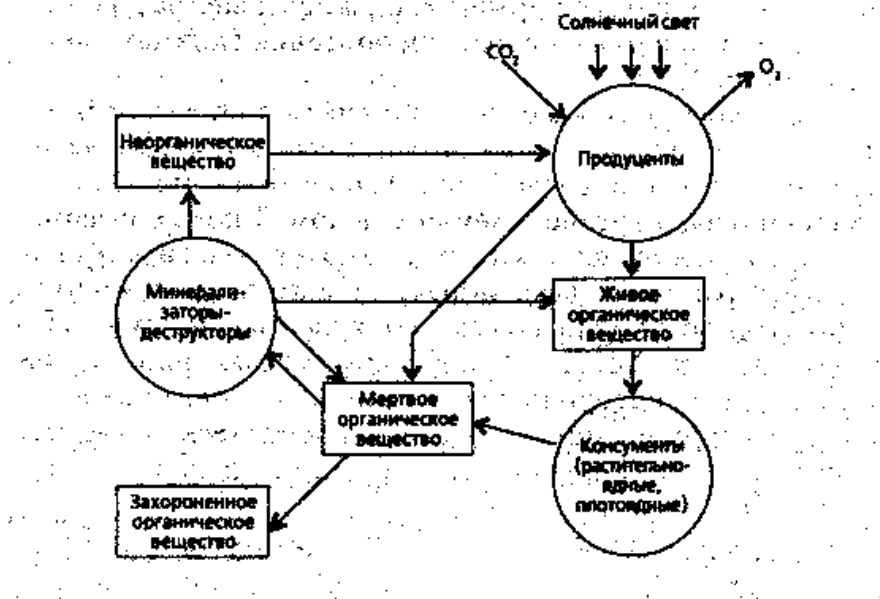 Солнечный свет
CO₂
O₂
Неорганическое
вещество
Продуценты
Минерали-
заторы-
деструкторы
Живое
органическое
вещество
Мертвое
органическое
вещество
Консументы
(растительно-
ядные,
плотоядные)
Захороненное
органическое
вещество